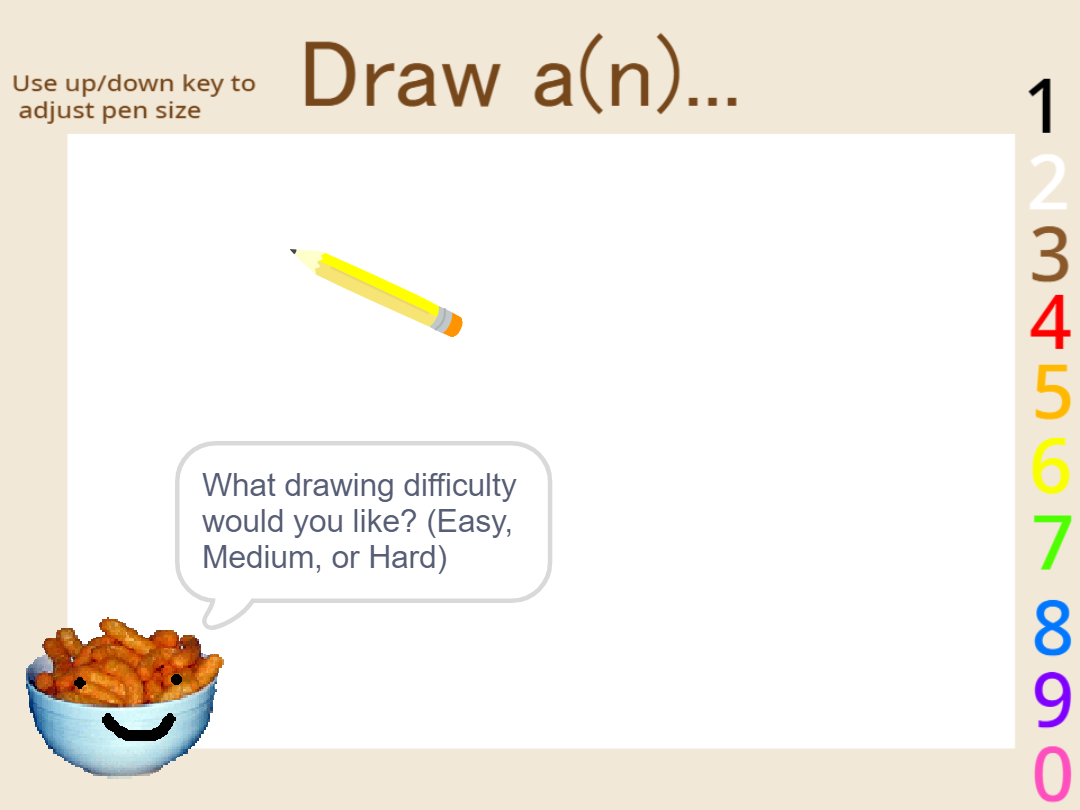 Draw a(n)...
Use up/down key to
adjust pen size
What drawing difficulty
would you like? (Easy,
Medium, or Hard)
1
2
3
4
5
6
7
8
9
0